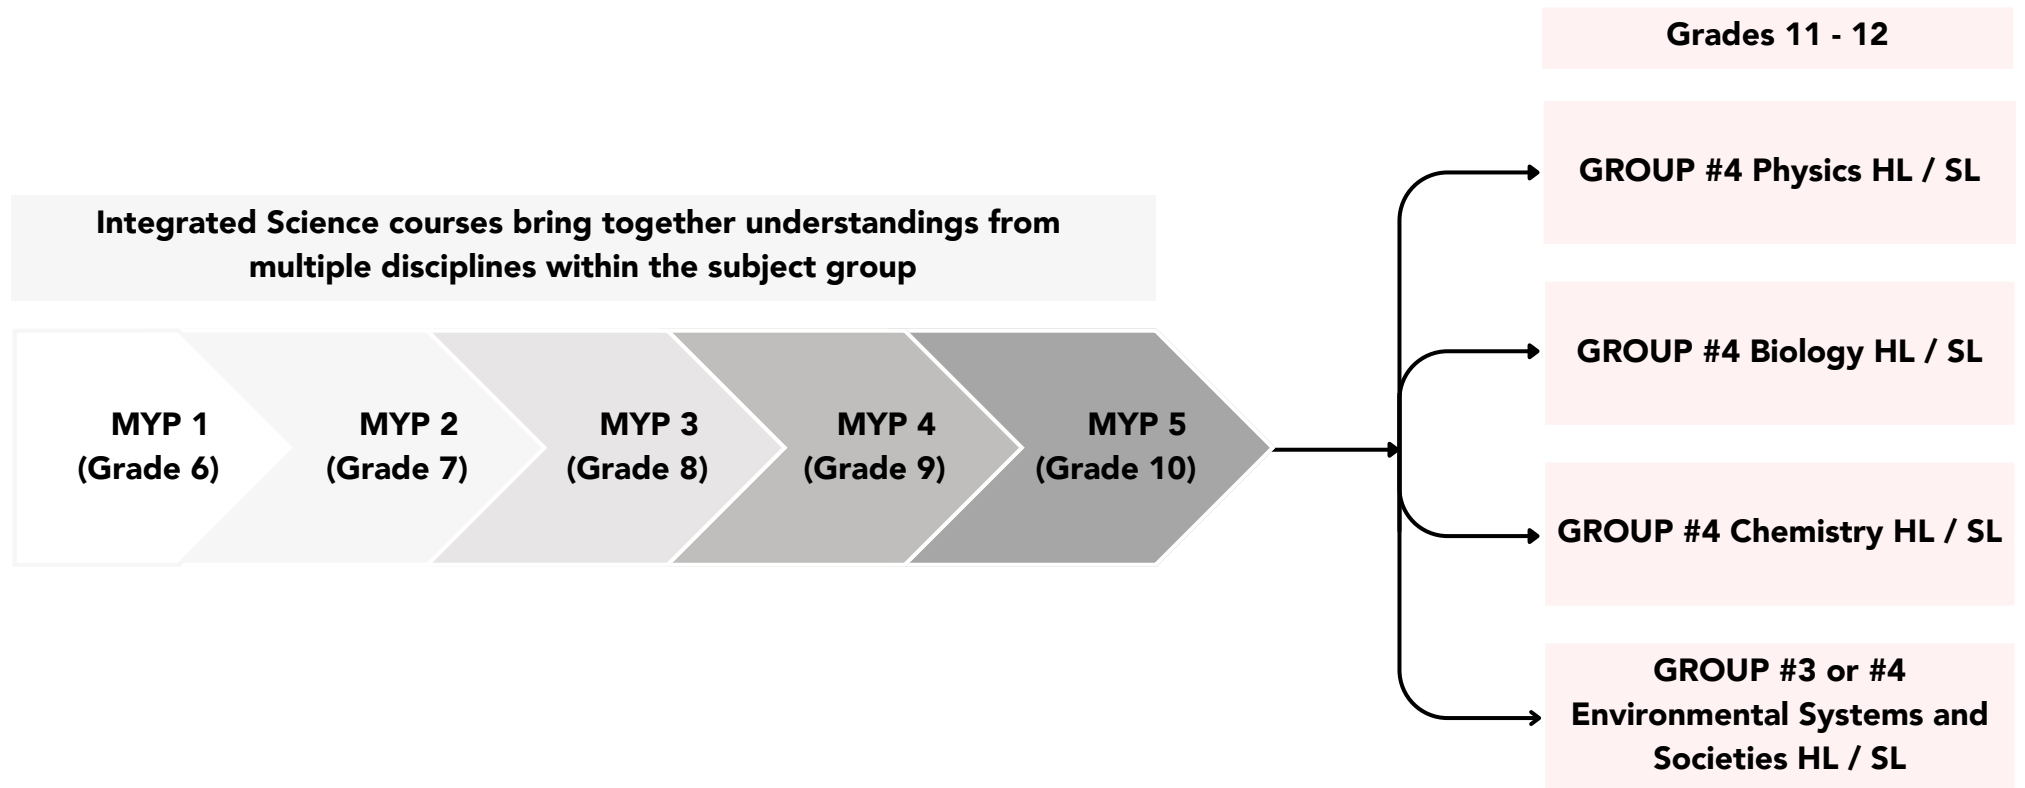 Grades 11 - 12
GROUP #4 Physics HL / SL
Integrated Science courses bring together understandings from
multiple disciplines within the subject group
GROUP #4 Biology HL / SL
MYP 1
(Grade 6)
MYP 2
(Grade 7)
MYP 3
(Grade 8)
MYP 4
(Grade 9)
MYP 5
(Grade 10)
GROUP #4 Chemistry HL / SL
GROUP #3 or #4
Environmental Systems and
Societies HL / SL